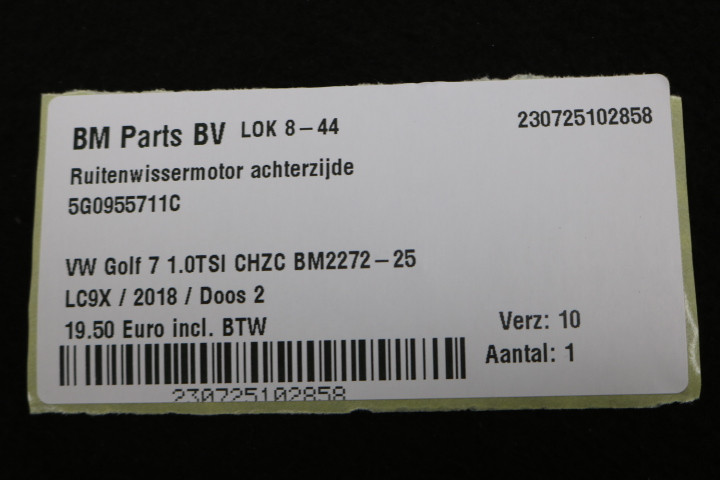 BM Parts BV LOK 8-44 230725102858
Ruitenwissermotor achterzijde
5G0955711C
VW Golf 7 1.0TSI CHZC BM2272-25
LC9X / 2018 / Doos 2
19.50 Euro incl. BTW Verz: 10
Aantal: 1
230725102858